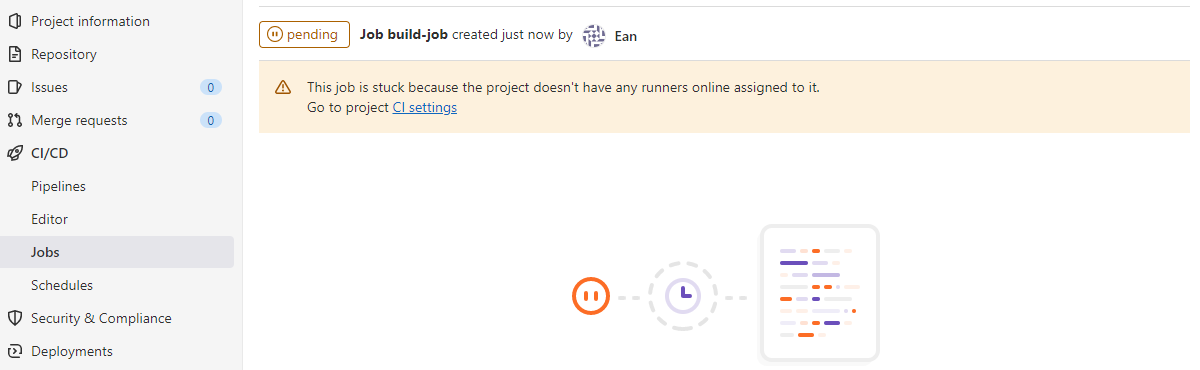 Project information
Repository
Issues 0
Merge requests 0
CI/CD
Pipelines
Editor
Jobs
Schedules
Security & Compliance
Deployments
pending Job build-job created just now by Ean
This job is stuck because the project doesn't have any runners online assigned to it.
Go to project CI settings